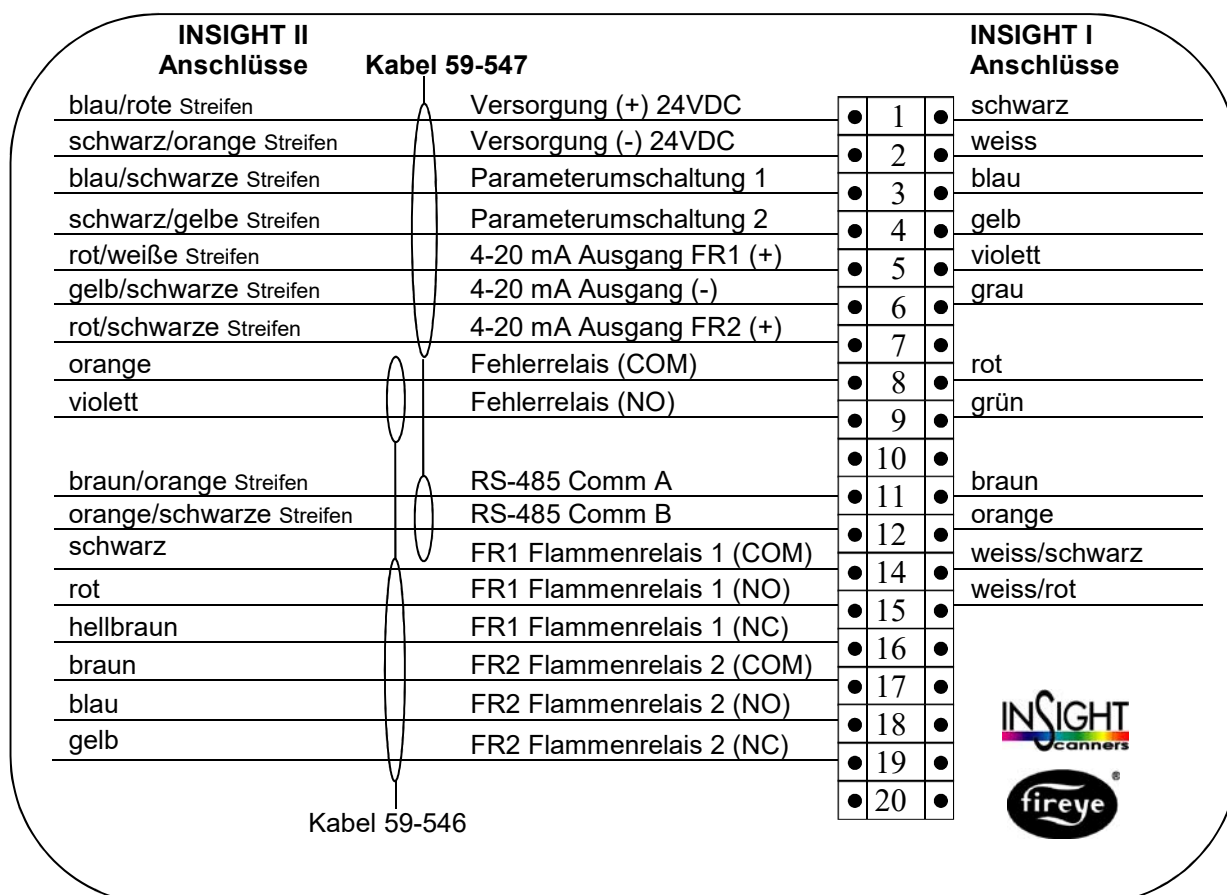 INSIGHT II INSIGHT I
Anschlüsse Kabel 59-547 Anschlüsse
blau/rote Streifen Versorgung (+) 24VDC 1 schwarz
schwarz/orange Streifen Versorgung (-) 24VDC 2 weiss
blau/schwarze Streifen Parameterumschaltung 1 3 blau
schwarz/gelbe Streifen Parameterumschaltung 2 4 gelb
rot/weiße Streifen 4-20 mA Ausgang FR1 (+) 5 violett
gelb/schwarze Streifen 4-20 mA Ausgang (-) 6 grau
rot/schwarze Streifen 4-20 mA Ausgang FR2 (+) 7
orange Fehlerrelais (COM) 8 rot
violett Fehlerrelais (NO) 9 grün
10
braun/orange Streifen RS-485 Comm A 11 braun
orange/schwarze Streifen RS-485 Comm B 12 orange
schwarz FR1 Flammenrelais 1 (COM) 14 weiss/schwarz
rot FR1 Flammenrelais 1 (NO) 15 weiss/rot
hellbraun FR1 Flammenrelais 1 (NC) 16
braun FR2 Flammenrelais 2 (COM) 17
blau FR2 Flammenrelais 2 (NO) 18
gelb FR2 Flammenrelais 2 (NC) 19
20
INSIGHT
Scanners
fireye ®
Kabel 59-546